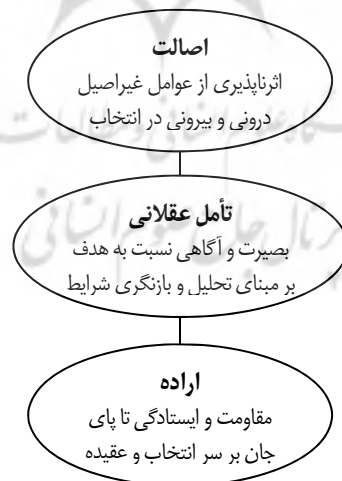 اصالت
اثرناپذیری از عوامل غیراصیل
درونی و بیرونی در انتخاب
تأمل عقلانی
بصیرت و آگاهی نسبت به هدف
بر مبنای تحلیل و بازنگری شرایط
اراده
مقاومت و ایستادگی تا پای
جان بر سر انتخاب و عقیده